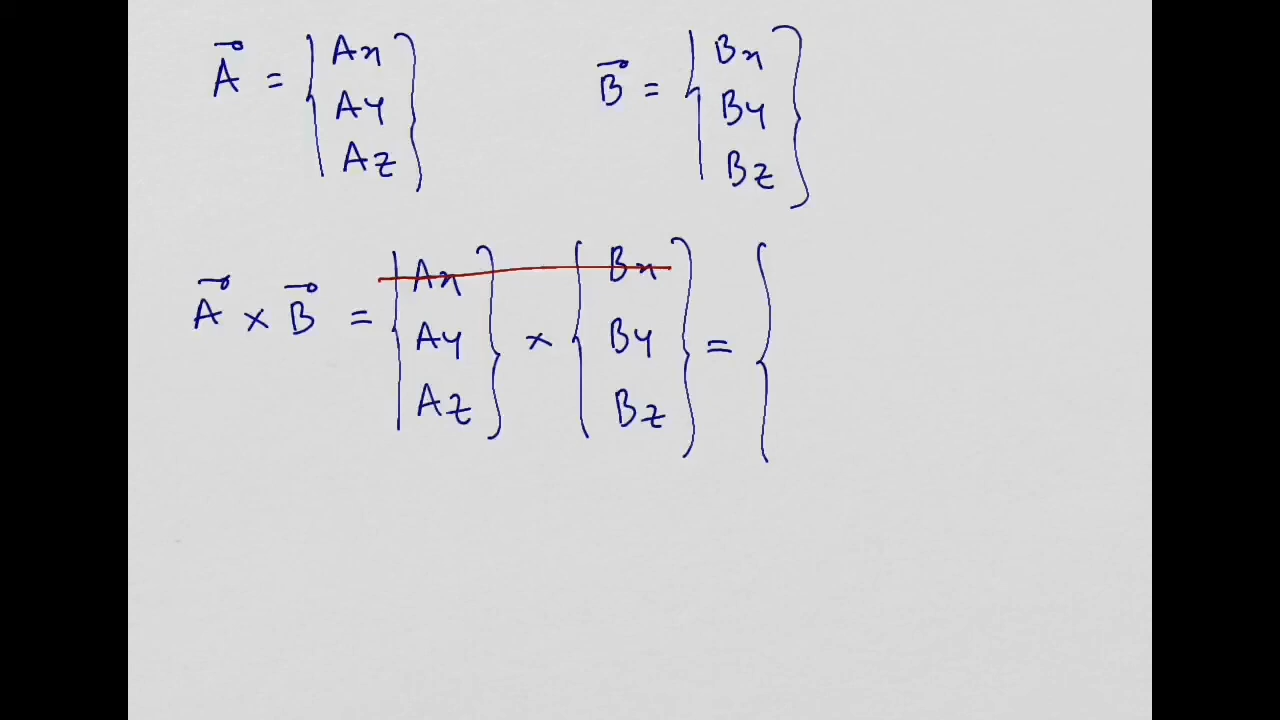 A⃗ = { Ax Ay Az }
B⃗ = { Bx By Bz }
A⃗ × B⃗ = { Ax Ay Az } × { Bx By Bz } = {